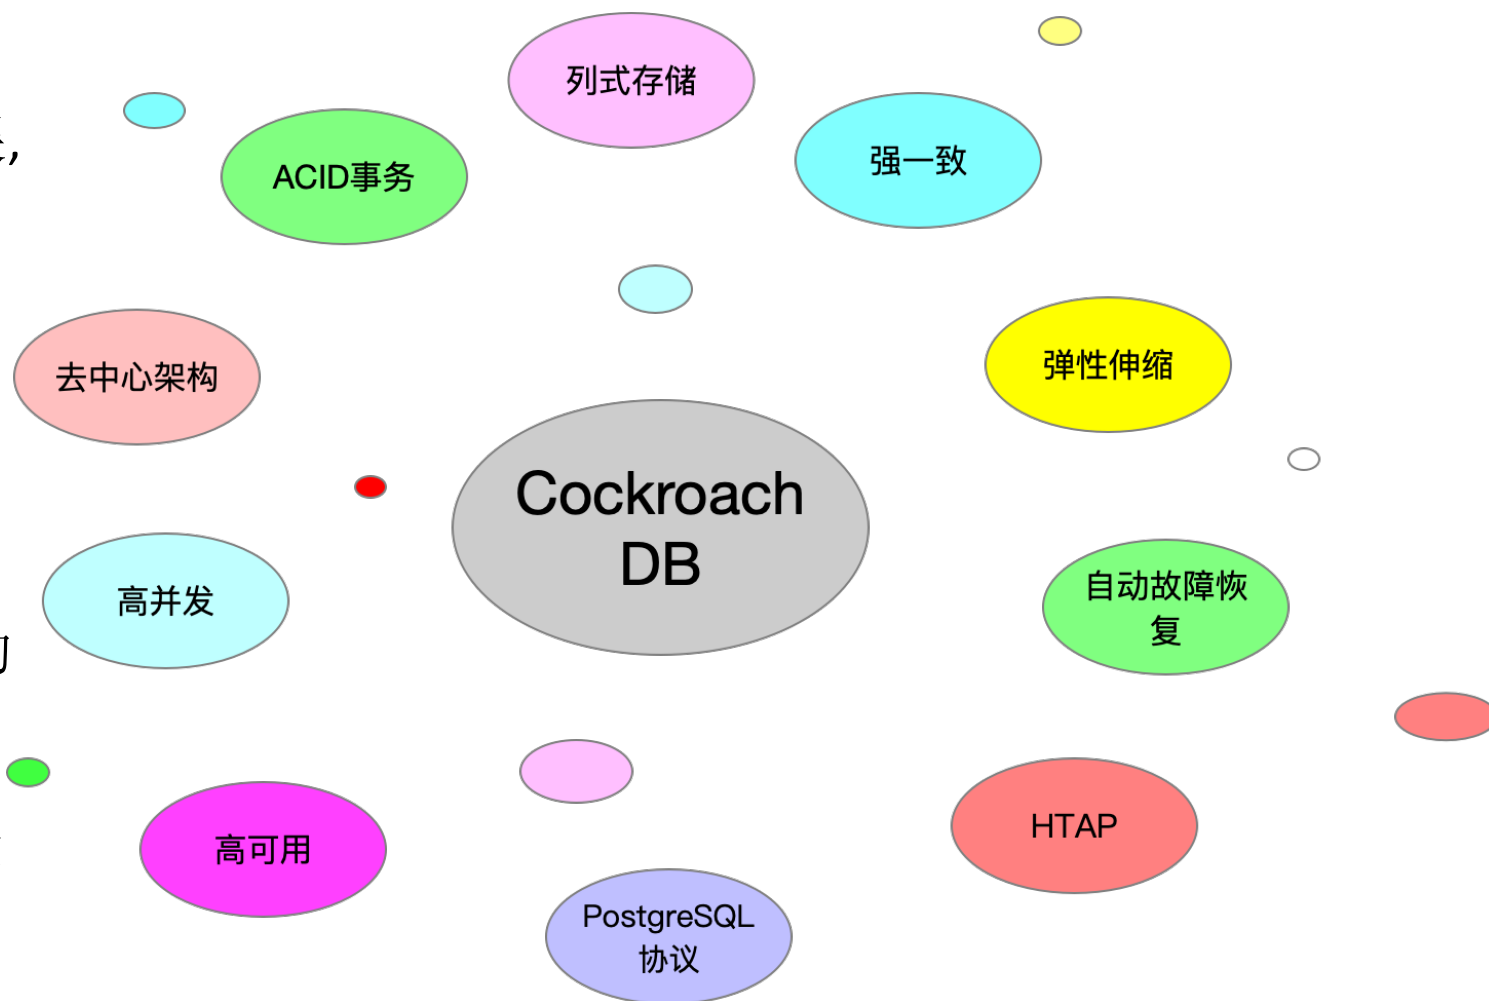 列式存储
强一致
ACID事务
弹性伸缩
去中心架构
Cockroach
DB
自动故障恢
复
高并发
HTAP
高可用
PostgreSQL
协议